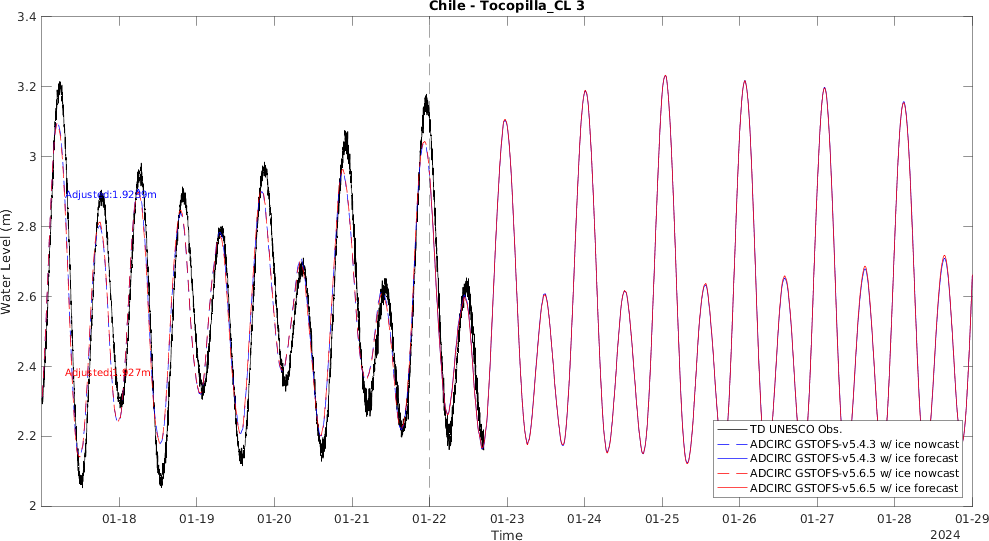 Chile - Tocopilla_CL 3
Water Level (m)
3.4
3.2
3
2.8
2.6
2.4
2.2
2
Adjusted:1.9299m
Adjusted:1.927m
01-18
01-19
01-20
01-21
01-22
01-23
01-24
01-25
01-26
01-27
01-28
01-29
Time
2024
TD UNESCO Obs.
ADCIRC GSTOFS-v5.4.3 w/ ice nowcast
ADCIRC GSTOFS-v5.4.3 w/ ice forecast
ADCIRC GSTOFS-v5.6.5 w/ ice nowcast
ADCIRC GSTOFS-v5.6.5 w/ ice forecast